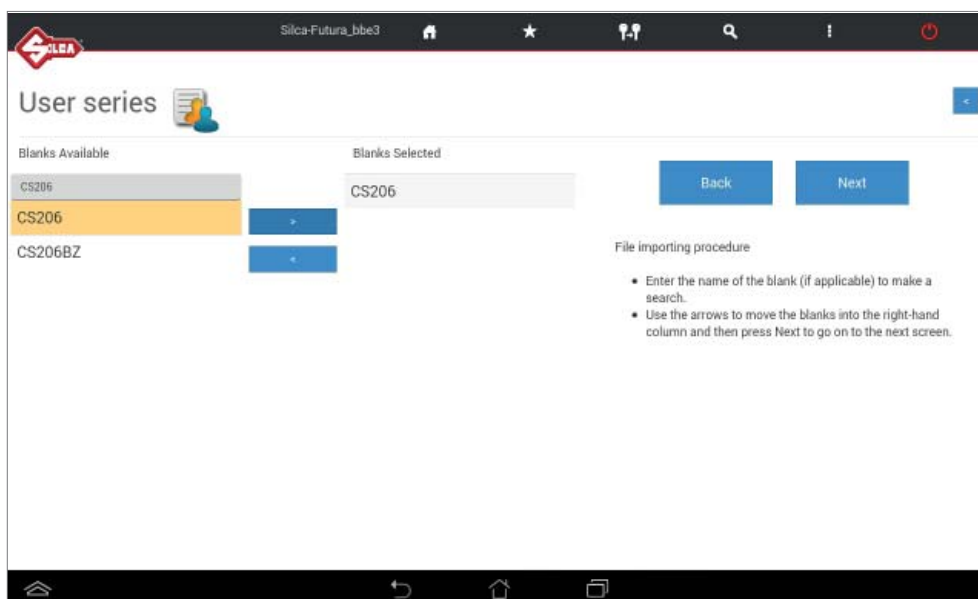 SILCA
Silca-Futura_bbe3
User series
<
Blanks Available
Blanks Selected
CS206
CS206
CS206
CS206BZ
>
<
Back
Next
File importing procedure
• Enter the name of the blank (if applicable) to make a
search.
• Use the arrows to move the blanks into the right-hand
column and then press Next to go on to the next screen.